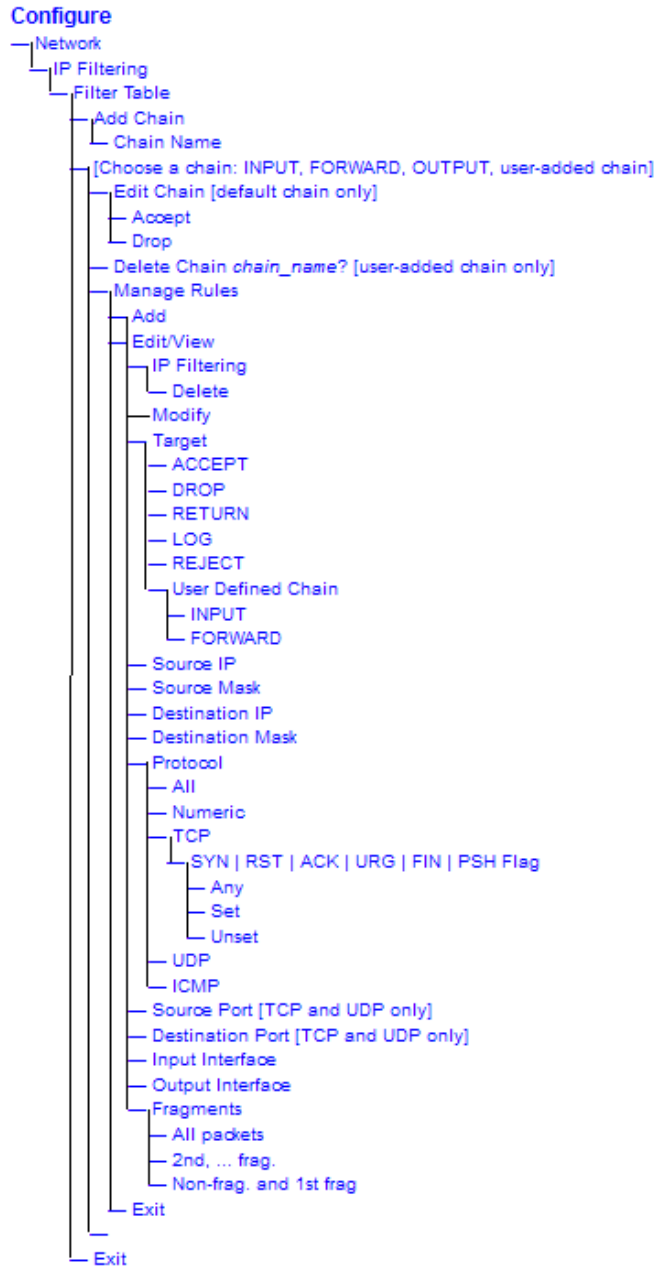 Configure
Network
IP Filtering
Filter Table
Add Chain
Chain Name
[Choose a chain: INPUT, FORWARD, OUTPUT, user-added chain]
Edit Chain [default chain only]
Accept
Drop
Delete Chain chain_name? [user-added chain only]
Manage Rules
Add
Edit/View
IP Filtering
Delete
Modify
Target
ACCEPT
DROP
RETURN
LOG
REJECT
User Defined Chain
INPUT
FORWARD
Source IP
Source Mask
Destination IP
Destination Mask
Protocol
All
Numeric
TCP
SYN | RST | ACK | URG | FIN | PSH Flag
Any
Set
Unset
UDP
ICMP
Source Port [TCP and UDP only]
Destination Port [TCP and UDP only]
Input Interface
Output Interface
Fragments
All packets
2nd, ... frag.
Non-frag. and 1st frag
Exit
Exit